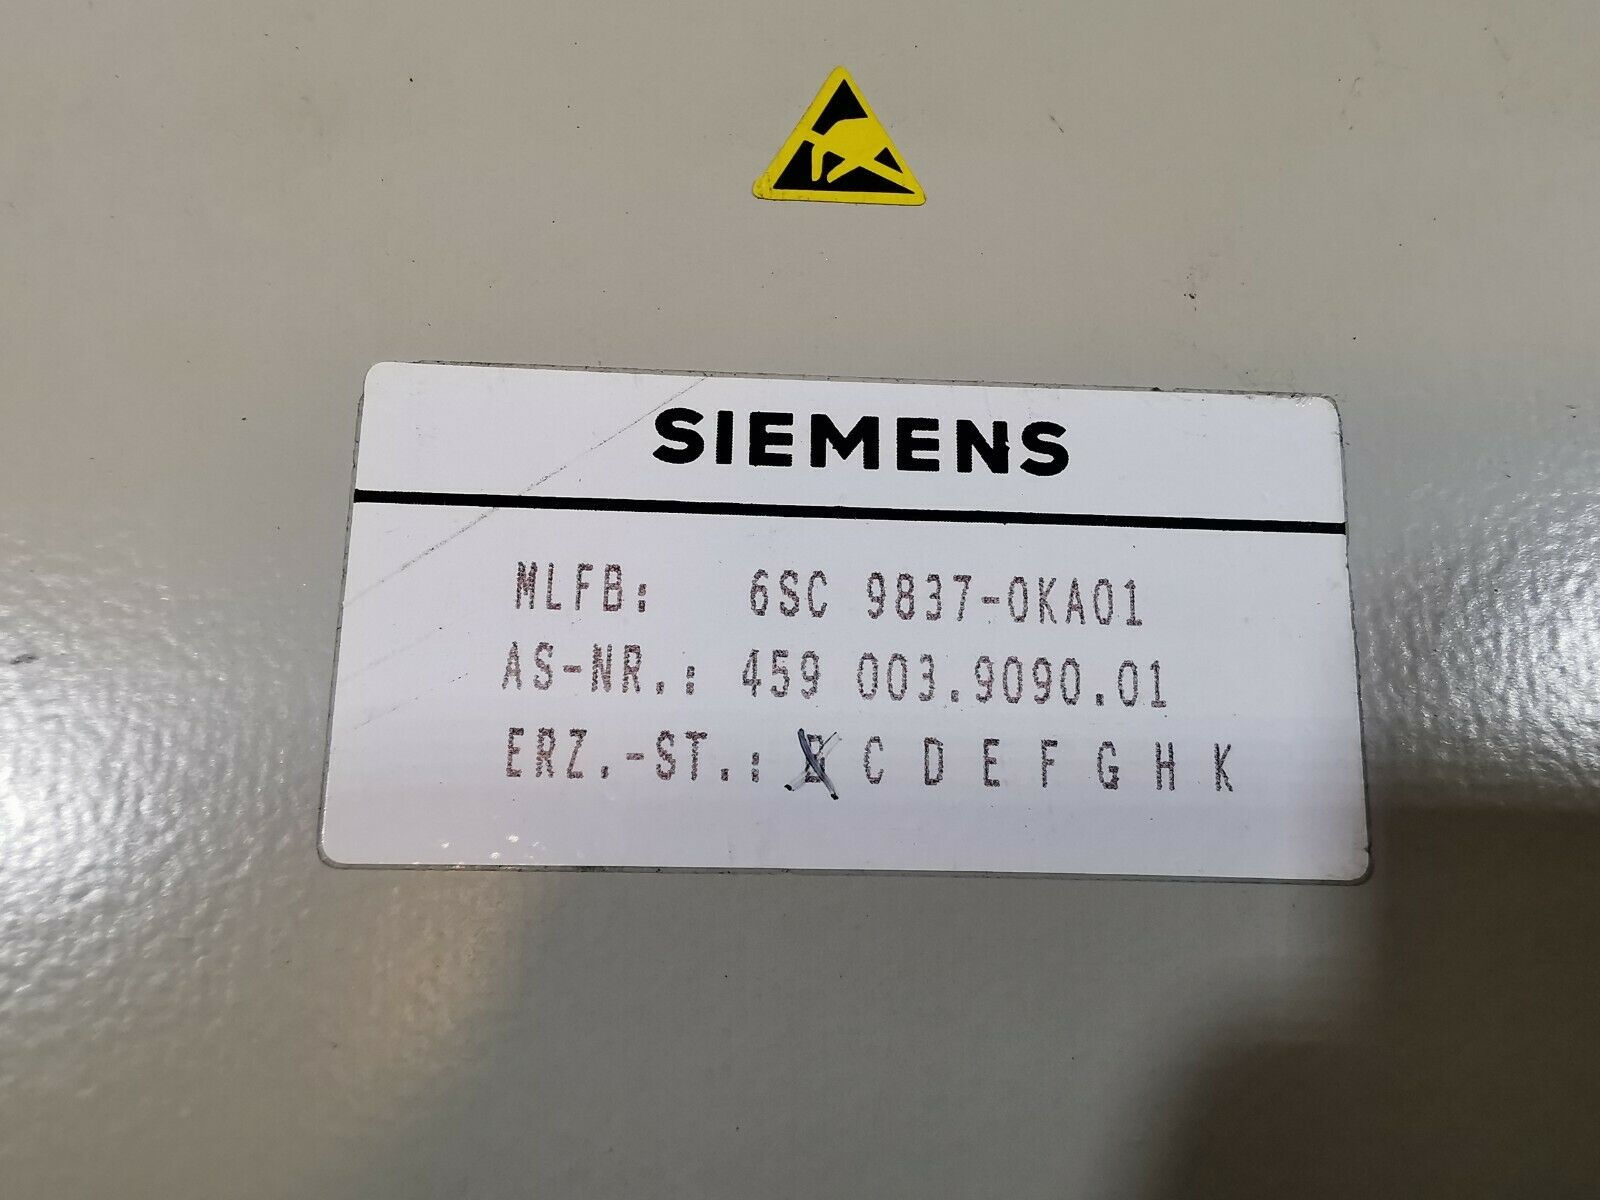 SIEMENS
MLFB: 6SC 9837-0KA01
AS-NR.: 459 003.9090.01
ERZ.-ST.: B C D E F G H K